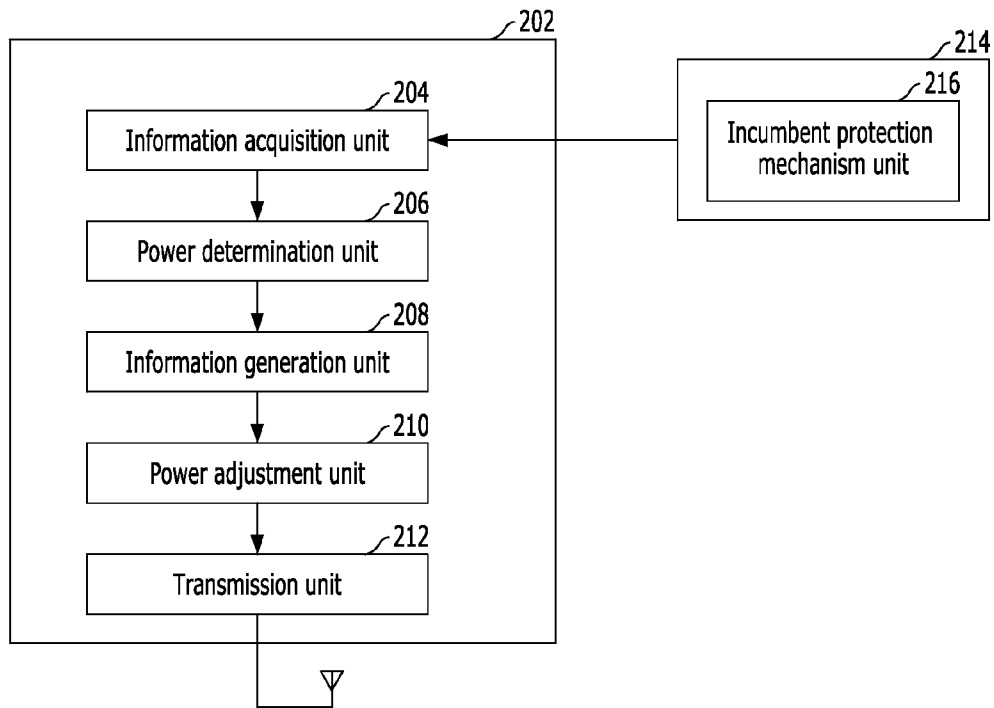 202
204
Information acquisition unit
206
Power determination unit
208
Information generation unit
210
Power adjustment unit
212
Transmission unit
214
216
Incumbent protection
mechanism unit